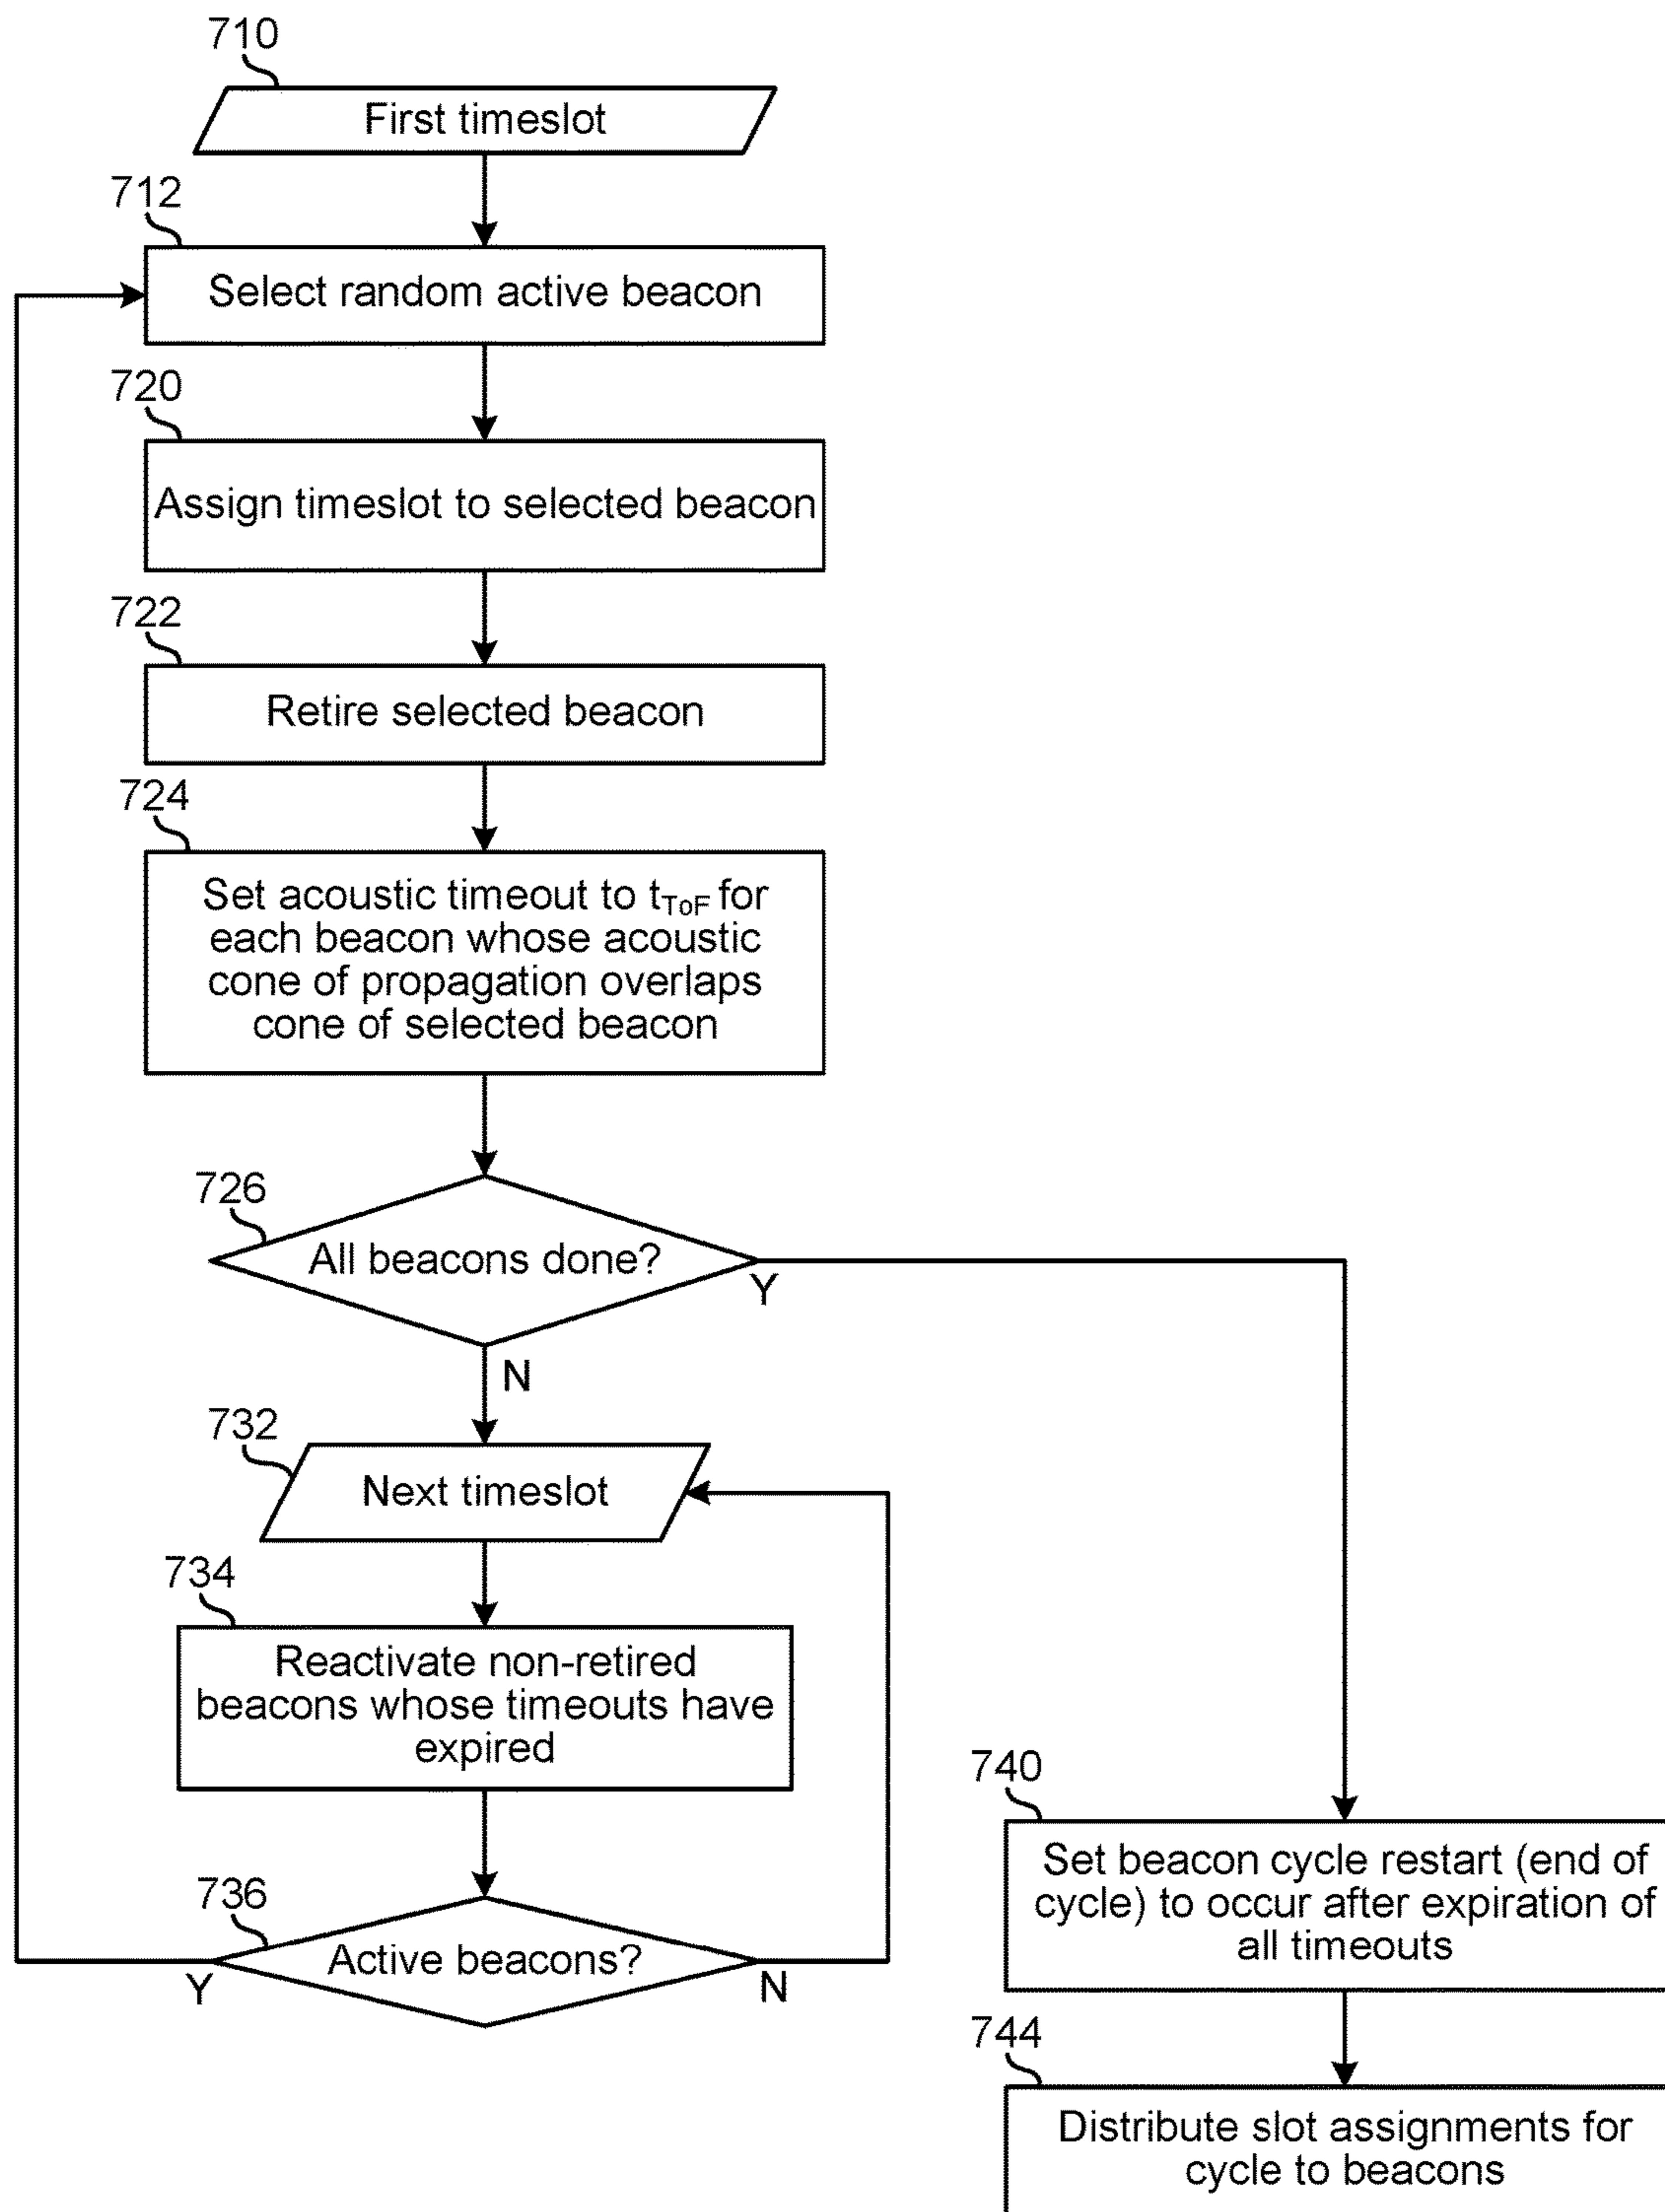 710
First timeslot
712
Select random active beacon
720
Assign timeslot to selected beacon
722
Retire selected beacon
724
Set acoustic timeout to tToF for
each beacon whose acoustic
cone of propagation overlaps
cone of selected beacon
726
All beacons done?
Y
N
732
Next timeslot
734
Reactivate non-retired
beacons whose timeouts have
expired
736
Active beacons?
Y
N
740
Set beacon cycle restart (end of
cycle) to occur after expiration of
all timeouts
744
Distribute slot assignments for
cycle to beacons